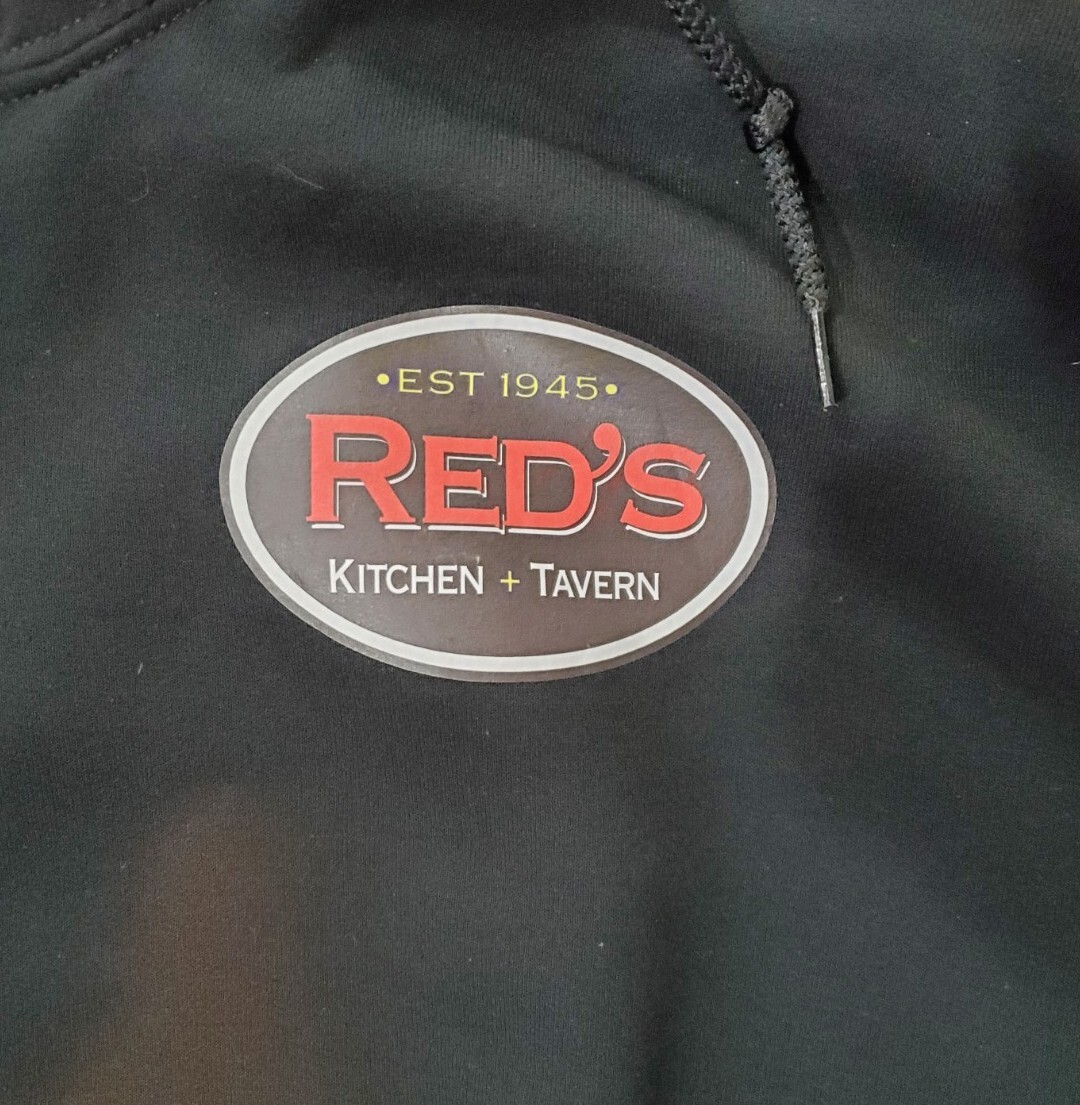 •EST 1945•
RED'S
KITCHEN + TAVERN